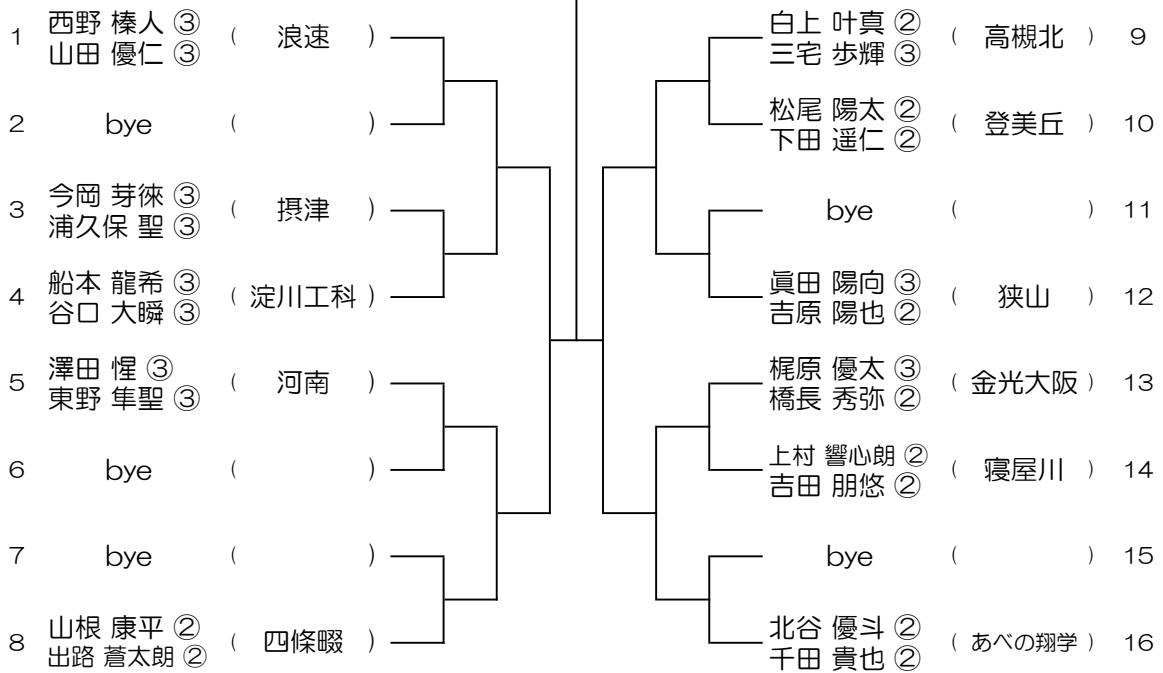 1 西野 榛人 ③ ( 浪速 )
山田 優仁 ③
2 bye ( )
3 今岡 芽徠 ③ ( 摂津 )
浦久保 聖 ③
4 船本 龍希 ③ ( 淀川工科 )
谷口 大瞬 ③
5 澤田 惺 ③ ( 河南 )
東野 隼聖 ③
6 bye ( )
7 bye ( )
8 山根 康平 ② ( 四條畷 )
出路 蒼太朗 ②
白上 叶真 ② ( 高槻北 ) 9
三宅 歩輝 ③
松尾 陽太 ② ( 登美丘 ) 10
下田 遥仁 ②
bye ( ) 11
眞田 陽向 ③ ( 狭山 ) 12
吉原 陽也 ②
梶原 優太 ③ ( 金光大阪 ) 13
橋長 秀弥 ②
上村 響心朗 ② ( 寝屋川 ) 14
吉田 朋悠 ②
bye ( ) 15
北谷 優斗 ② ( あべの翔学 ) 16
千田 貴也 ②